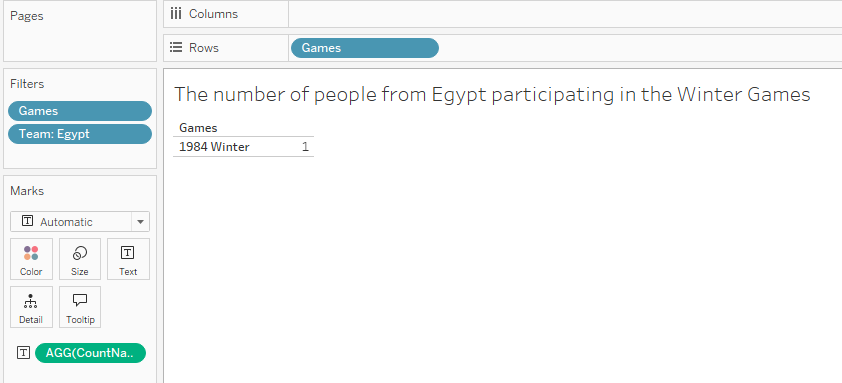 Pages
Columns
Rows
Games
Filters
Games
Team: Egypt
The number of people from Egypt participating in the Winter Games
Games
1984 Winter 1
Marks
Automatic
Color Size Text
Detail Tooltip
AGG(CountNa..